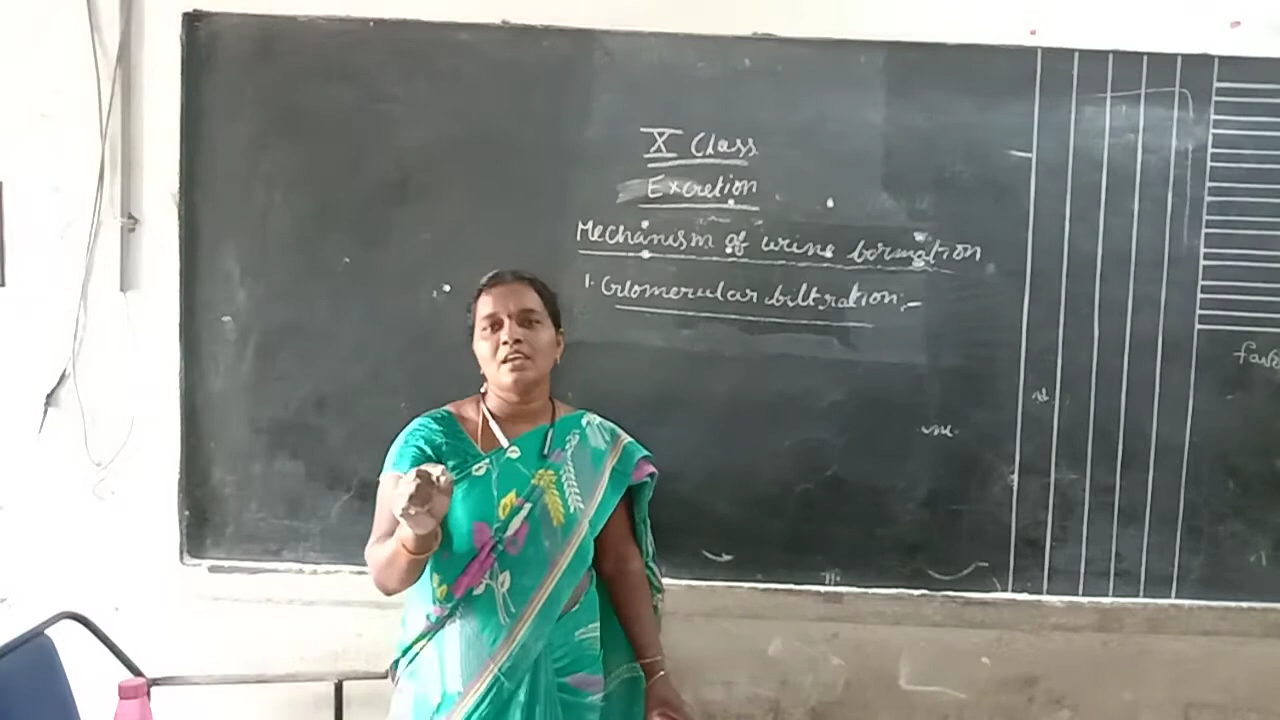 X Class
Excretion
Mechanism of urine formation
1. Glomerular filtration:-